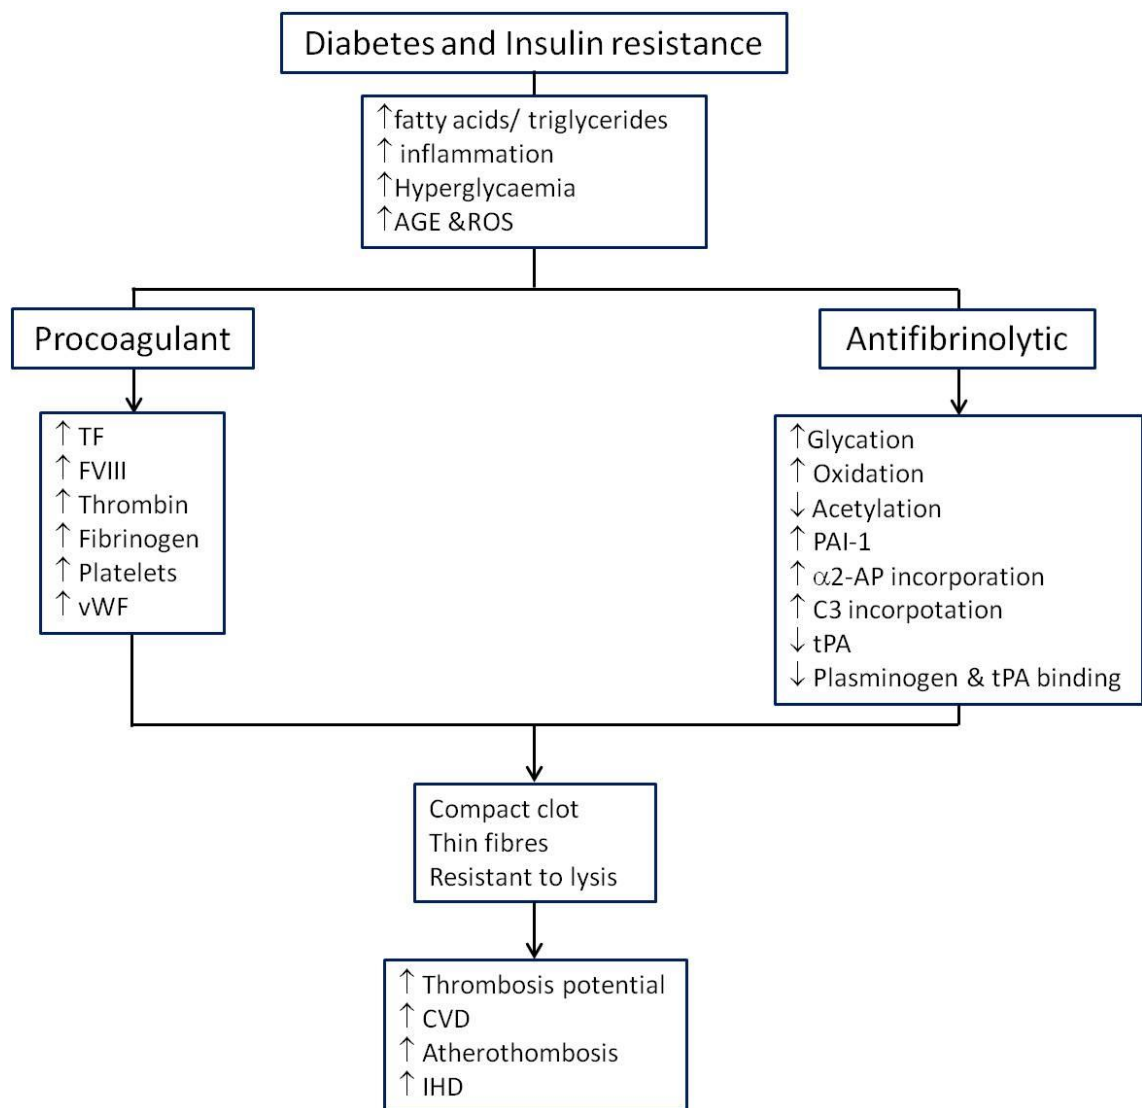 Diabetes and Insulin resistance
↑fatty acids/ triglycerides
↑ inflammation
↑Hyperglycaemia
↑AGE &ROS
Procoagulant
Antifibrinolytic
↑ TF
↑ FVIII
↑ Thrombin
↑ Fibrinogen
↑ Platelets
↑ vWF
↑Glycation
↑ Oxidation
↓ Acetylation
↑ PAI-1
↑ α2-AP incorporation
↑ C3 incorpotation
↓ tPA
↓ Plasminogen & tPA binding
Compact clot
Thin fibres
Resistant to lysis
↑ Thrombosis potential
↑ CVD
↑ Atherothombosis
↑ IHD